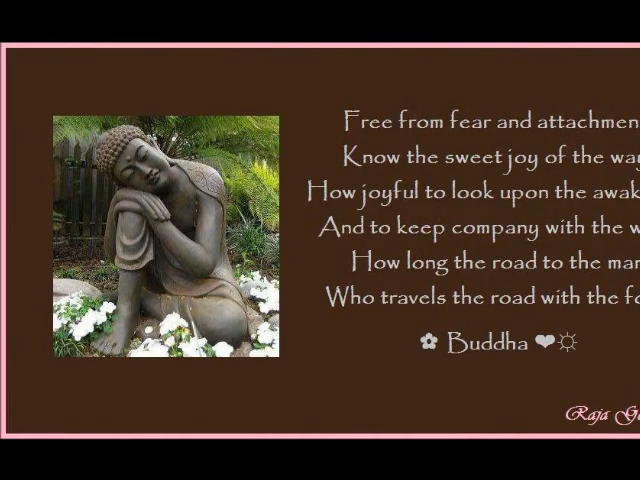 Free from fear and attachmen
Know the sweet joy of the way
How joyful to look upon the awak
And to keep company with the w
How long the road to the man
Who travels the road with the fo
✿ Buddha ❤☼
Raja G